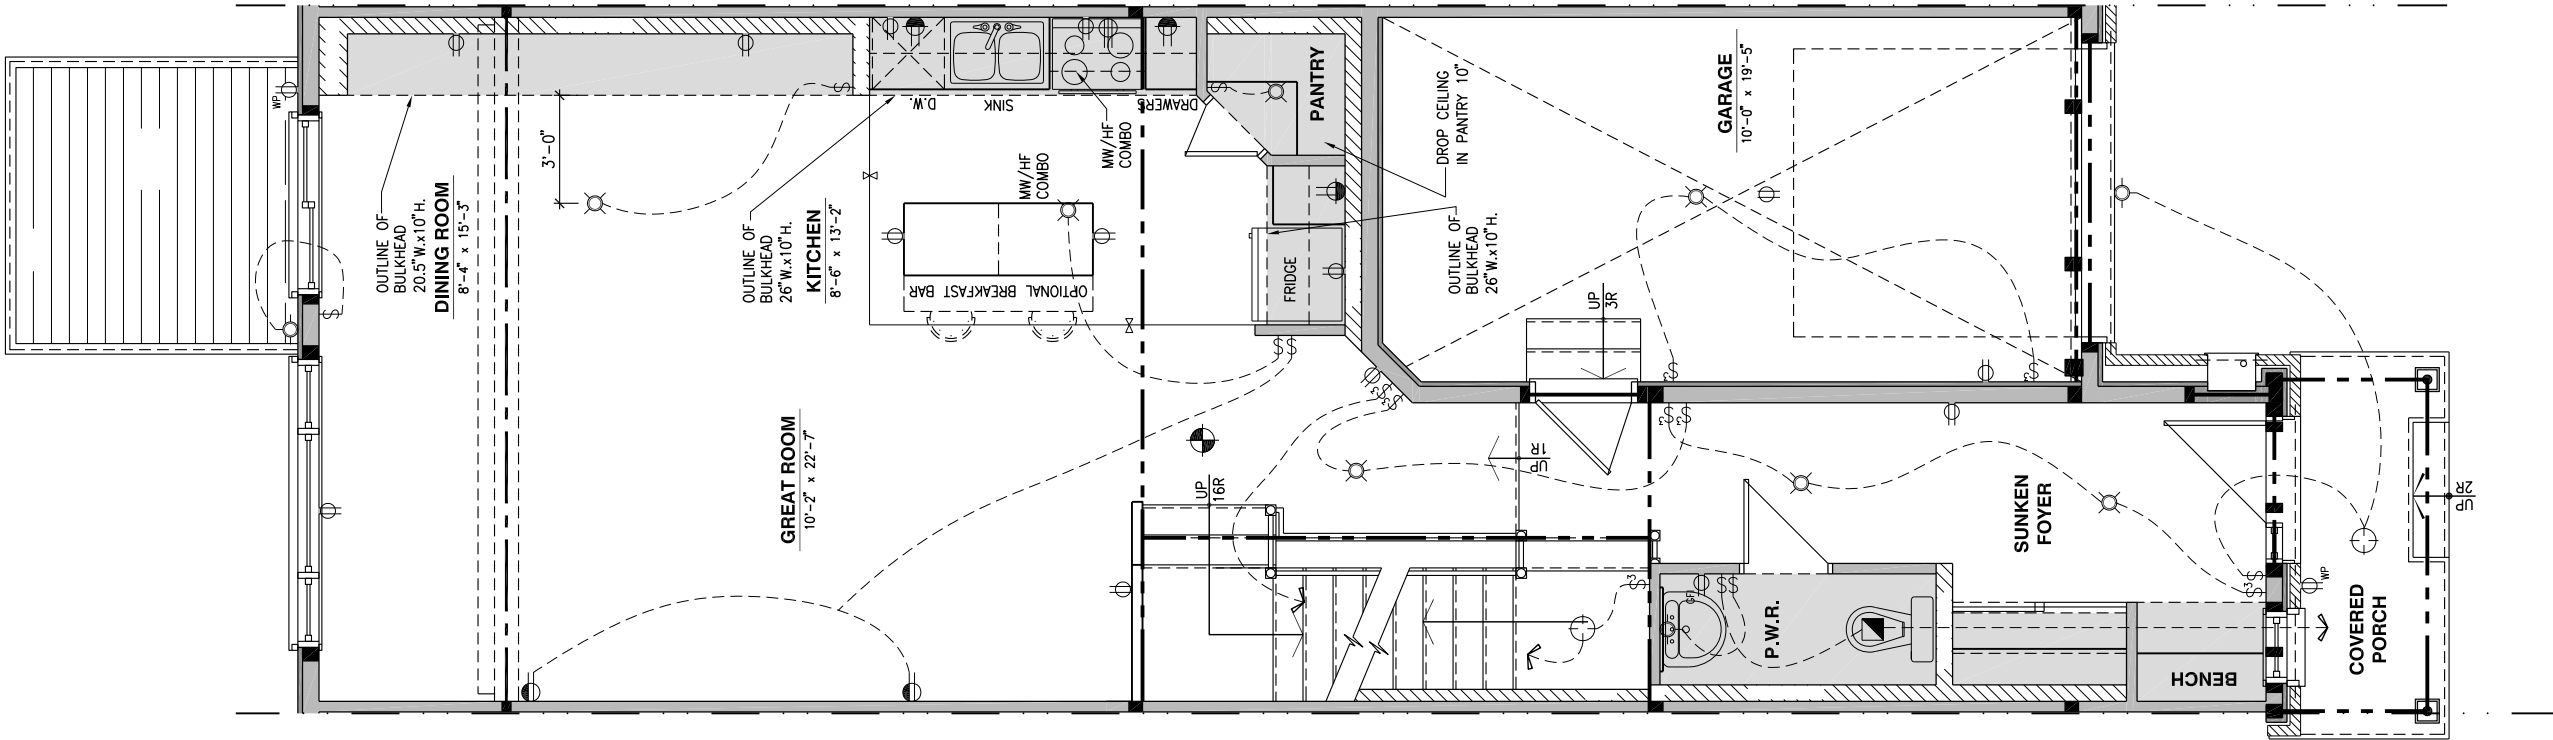 WP
OUTLINE OF
BULKHEAD
20.5"W.x10"H.
DINING ROOM
8'-4" x 15'-3"
3'-0"
OUTLINE OF
BULKHEAD
26"W.x10"H.
KITCHEN
8'-6" x 13'-2"
D.W.
SINK
DRAWERS
MW/HF
COMBO
MW/HF
COMBO
OPTIONAL BREAKFAST BAR
FRIDGE
PANTRY
DROP CEILING
IN PANTRY 10"
OUTLINE OF
BULKHEAD
26"W.x10"H.
GARAGE
10'-0" x 19'-5"
UP
3R
GREAT ROOM
10'-2" x 22'-7"
UP
16R
UP
1R
SUNKEN
FOYER
GFI
P.W.R.
BENCH
WP
COVERED
PORCH
UP
2R